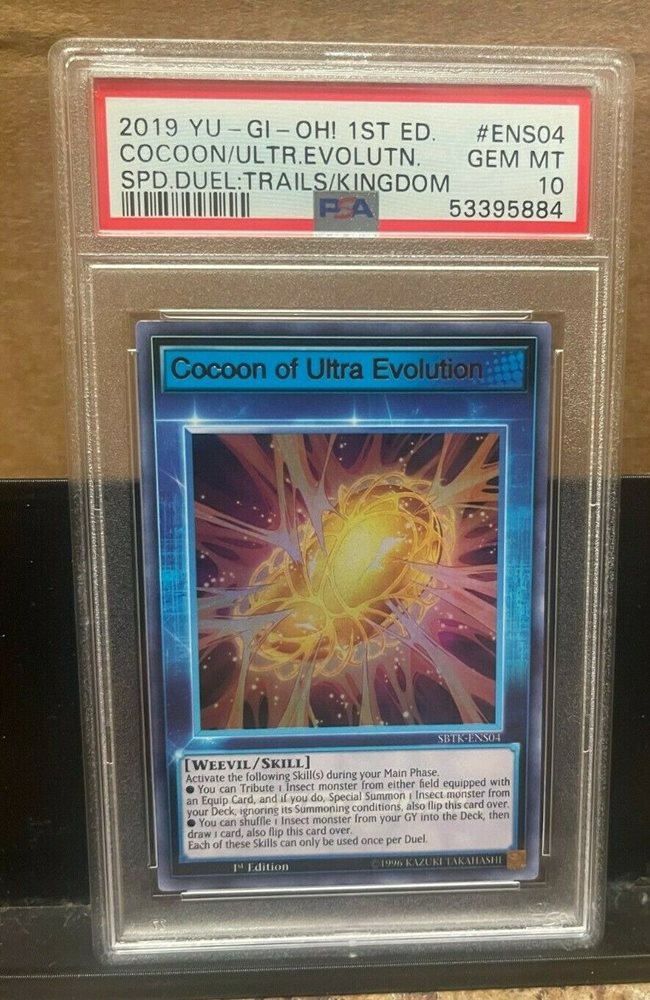 2019 YU-GI-OH! 1ST ED. #ENS04
COCOON/ULTR.EVOLUTN. GEM MT
SPD.DUEL:TRAILS/KINGDOM 10
PSA 53395884
Cocoon of Ultra Evolution
SBTK-ENS04
[WEEVIL/SKILL]
Activate the following Skill(s) during your Main Phase.
● You can Tribute 1 Insect monster from either field equipped with
an Equip Card, and if you do, Special Summon 1 Insect monster from
your Deck, ignoring its Summoning conditions, also flip this card over.
● You can shuffle 1 Insect monster from your GY into the Deck, then
draw 1 card, also flip this card over.
Each of these Skills can only be used once per Duel.
1st Edition ©1996 KAZUKI TAKAHASHI